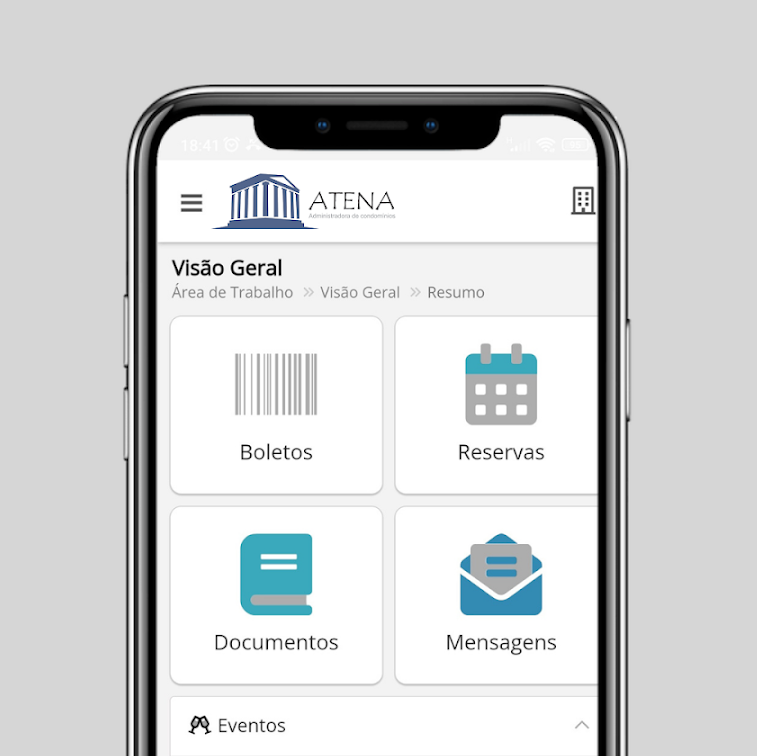 18:41
ATENA
Administradora de condomínios
Visão Geral
Área de Trabalho » Visão Geral » Resumo
Boletos
Reservas
Documentos
Mensagens
Eventos